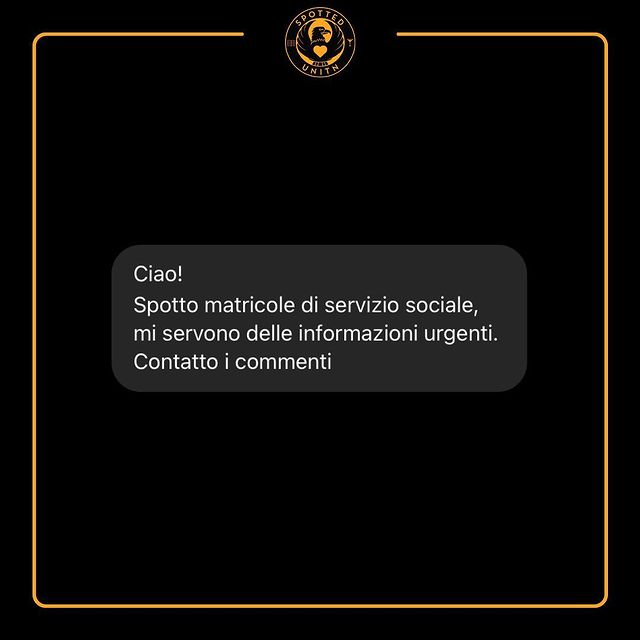 SPOTTED
UNITN
Ciao!
Spotto matricole di servizio sociale,
mi servono delle informazioni urgenti.
Contatto i commenti